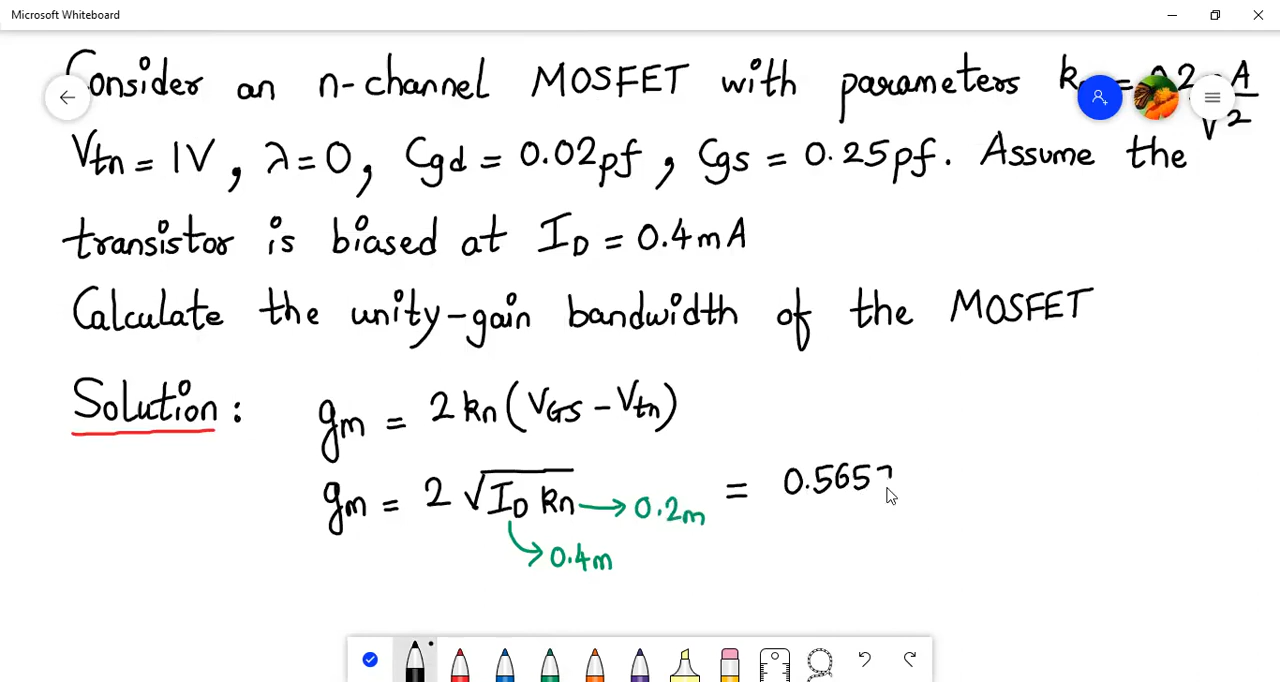 Microsoft Whiteboard
Consider an n-channel MOSFET with parameters
Vtn = 1V, λ=0, Cgd = 0.02pf, Cgs = 0.25pf. Assume the
transistor is biased at ID = 0.4mA
Calculate the unity-gain bandwidth of the MOSFET
Solution: gm = 2kn(VGS - Vtn)
gm = 2√ID kn → 0.2m = 0.565
→ 0.4m